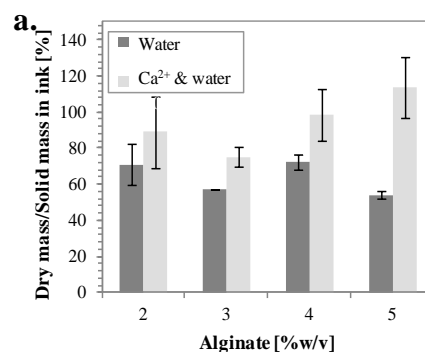 a.
Dry mass/Solid mass in ink [%]
140
120
100
80
60
40
20
0
Water
Ca²⁺ & water
2 3 4 5
Alginate [%w/v]